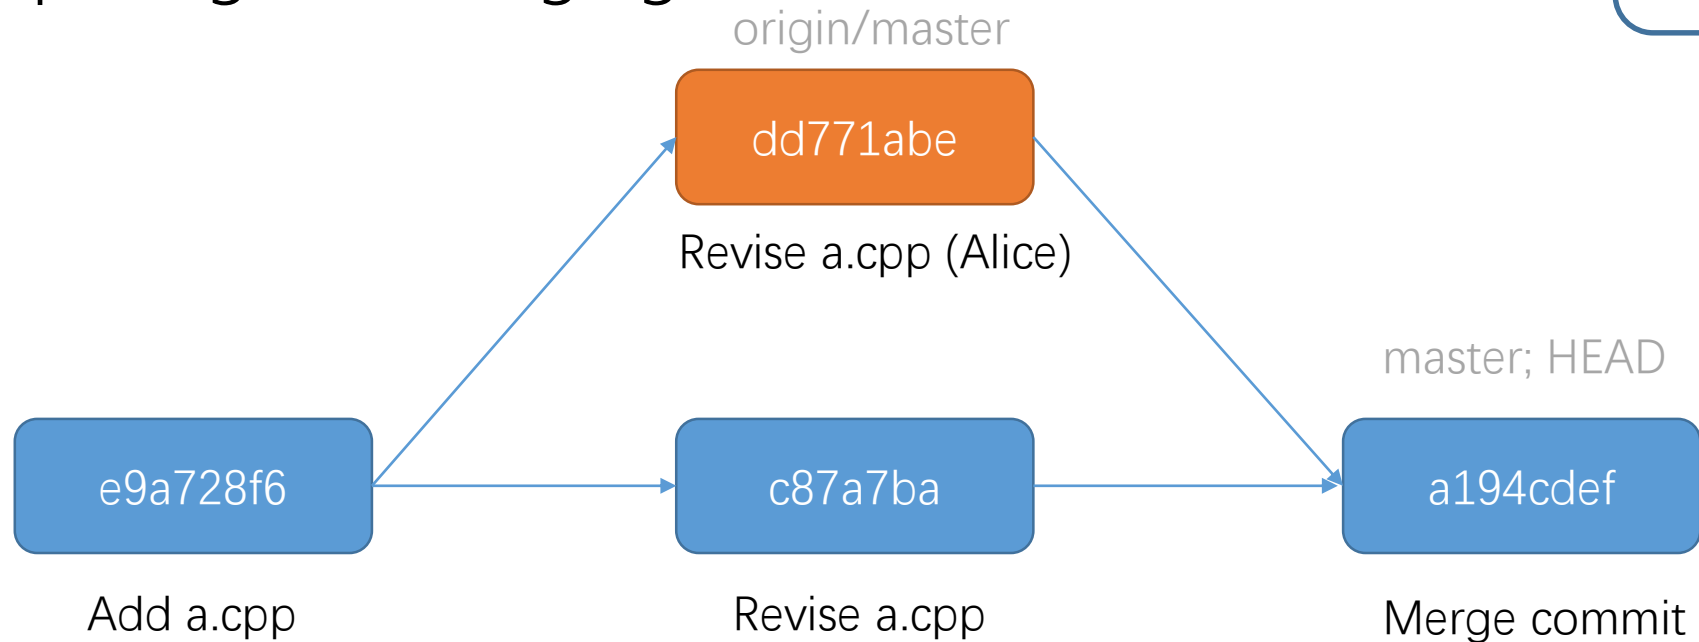 origin/master
dd771abe
Revise a.cpp (Alice)
master; HEAD
e9a728f6
c87a7ba
a194cdef
Add a.cpp
Revise a.cpp
Merge commit